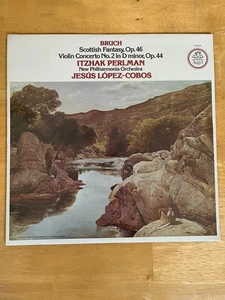 BRUCH
Scottish Fantasy, Op. 46
Violin Concerto No. 2 in D minor, Op. 44
ITZHAK PERLMAN
New Philharmonia Orchestra
JESÚS LÓPEZ-COBOS